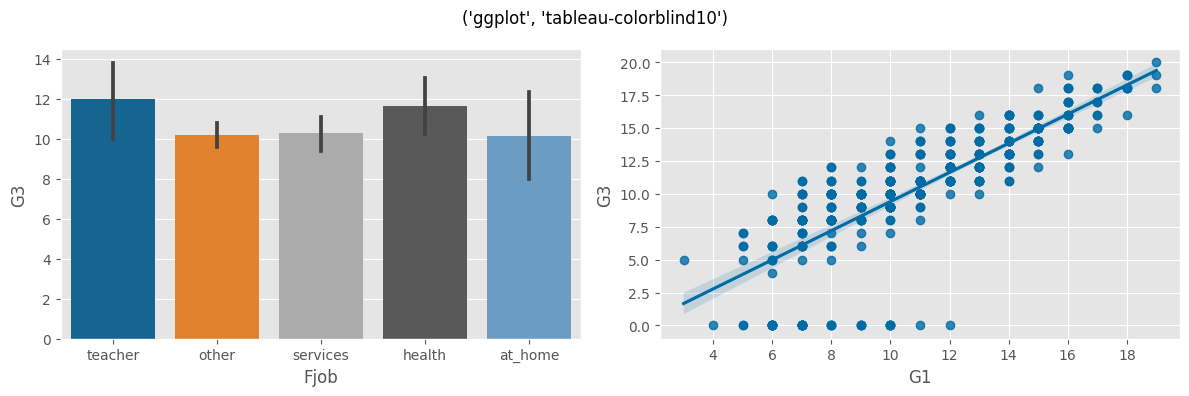 ('ggplot', 'tableau-colorblind10')
G3
14
12
10
8
6
4
2
0
teacher other services health at_home
Fjob
G3
20.0
17.5
15.0
12.5
10.0
7.5
5.0
2.5
0.0
4 6 8 10 12 14 16 18
G1